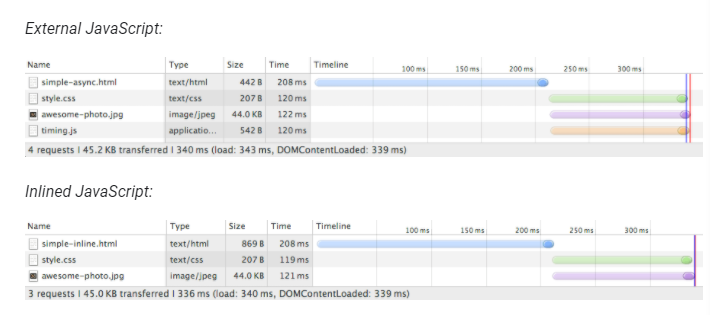 External JavaScript:
Name Type Size Time Timeline 100 ms 150 ms 200 ms 250 ms 300 ms
simple-async.html text/html 442 B 208 ms
style.css text/css 207 B 120 ms
awesome-photo.jpg image/jpeg 44.0 KB 122 ms
timing.js applicatio... 542 B 120 ms
4 requests | 45.2 KB transferred | 340 ms (load: 343 ms, DOMContentLoaded: 339 ms)
Inlined JavaScript:
Name Type Size Time Timeline 100 ms 150 ms 200 ms 250 ms 300 ms
simple-inline.html text/html 869 B 208 ms
style.css text/css 207 B 119 ms
awesome-photo.jpg image/jpeg 44.0 KB 121 ms
3 requests | 45.0 KB transferred | 336 ms (load: 340 ms, DOMContentLoaded: 339 ms)